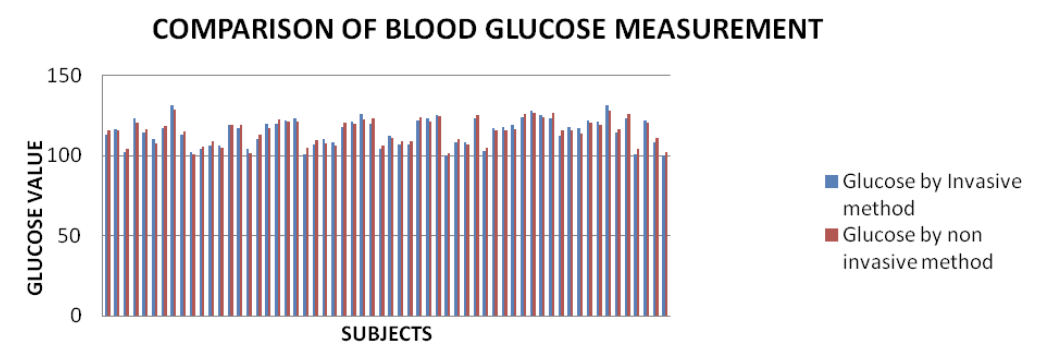 COMPARISON OF BLOOD GLUCOSE MEASUREMENT
150
100
50
0
GLUCOSE VALUE
SUBJECTS
Glucose by Invasive
method
Glucose by non
invasive method